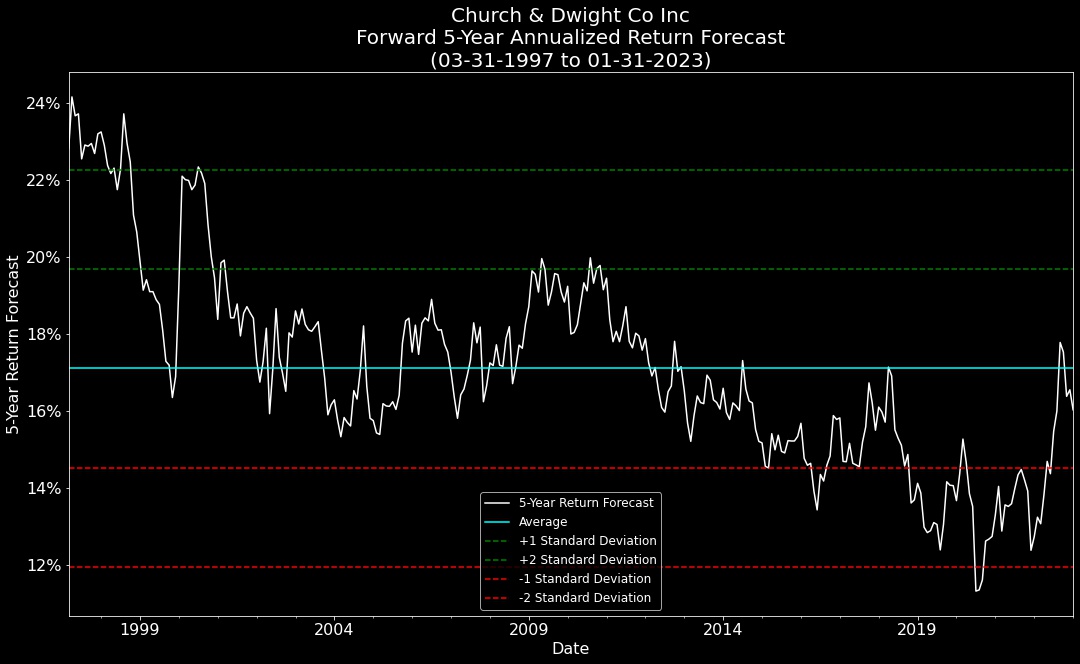 Church & Dwight Co Inc
Forward 5-Year Annualized Return Forecast
(03-31-1997 to 01-31-2023)
5-Year Return Forecast
24%
22%
20%
18%
16%
14%
12%
5-Year Return Forecast
Average
+1 Standard Deviation
+2 Standard Deviation
-1 Standard Deviation
-2 Standard Deviation
1999 2004 2009 2014 2019
Date